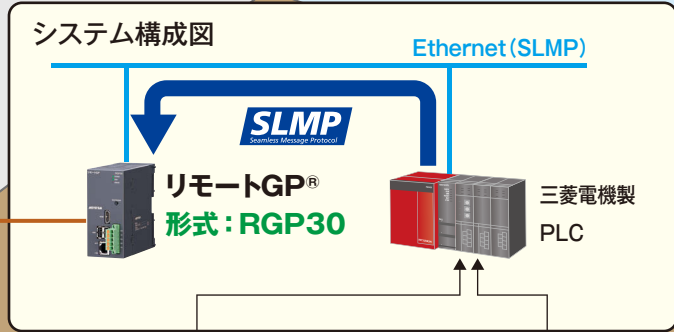 システム構成図
Ethernet(SLMP)
SLMP
Seamless Message Protocol
リモートGP®
形式：RGP30
三菱電機製
PLC